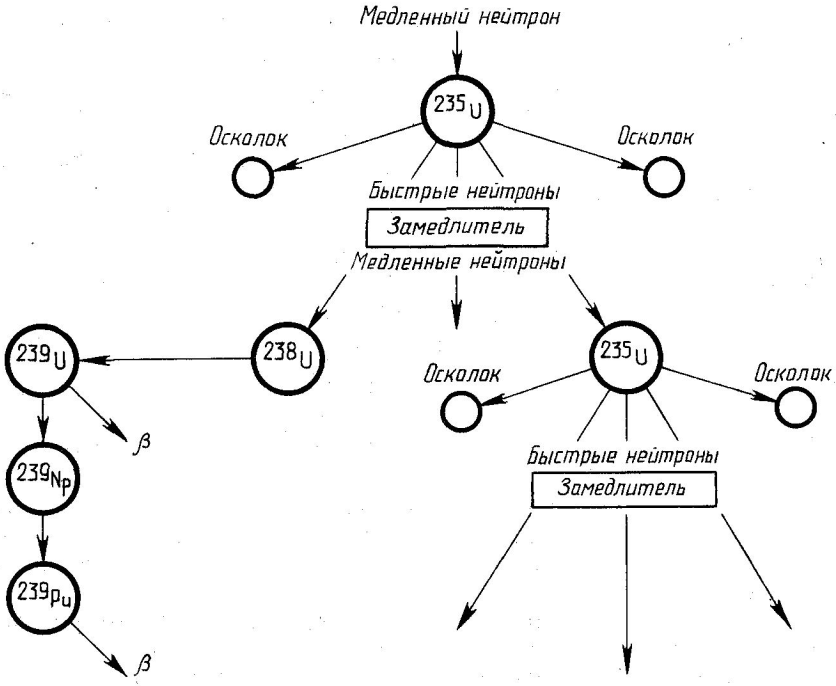 Медленный нейтрон
235U
Осколок
Осколок
Быстрые нейтроны
Замедлитель
Медленные нейтроны
239U
238U
235U
Осколок
Осколок
β
239Np
Быстрые нейтроны
Замедлитель
239Pu
β